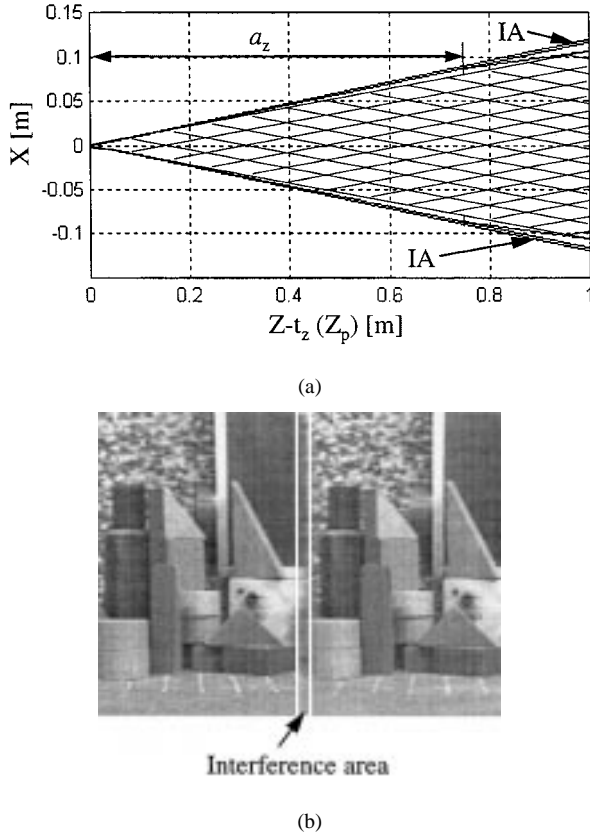 IA
0.15
a_z
0.1
0.05
X [m]
0
-0.05
-0.1
IA
0 0.2 0.4 0.6 0.8 1
Z-t_z (Z_p) [m]
(a)
Interference area
(b)